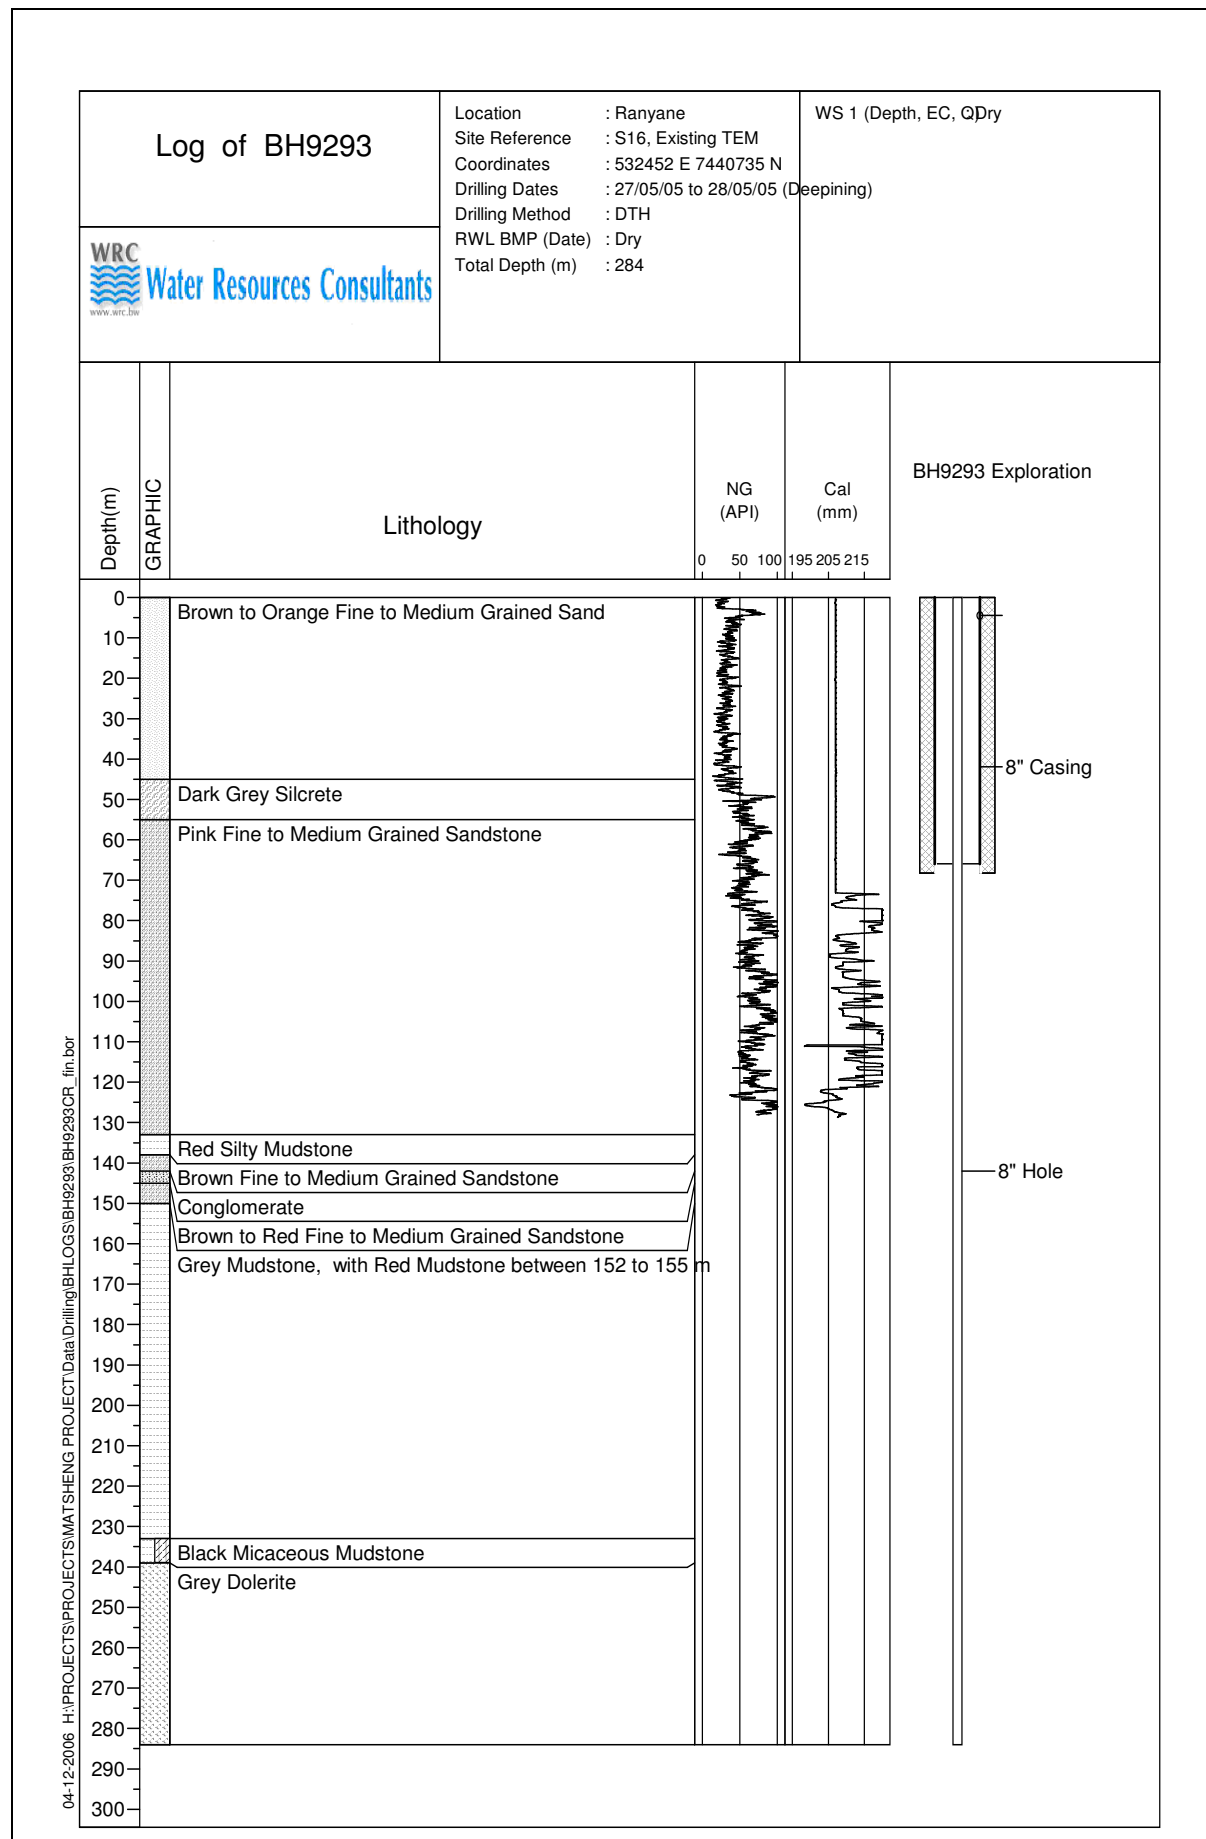 Log of BH9293
WRC
Water Resources Consultants
www.wrc.bw
Location : Ranyane
Site Reference : S16, Existing TEM
Coordinates : 532452 E 7440735 N
Drilling Dates : 27/05/05 to 28/05/05 (Deepining)
Drilling Method : DTH
RWL BMP (Date) : Dry
Total Depth (m) : 284
WS 1 (Depth, EC, Q): Dry
Depth(m)
GRAPHIC
Lithology
NG
(API)
0 50 100
Cal
(mm)
195 205 215
BH9293 Exploration
0
10
20
30
40
50
60
70
80
90
100
110
120
130
140
150
160
170
180
190
200
210
220
230
240
250
260
270
280
290
300
Brown to Orange Fine to Medium Grained Sand
Dark Grey Silcrete
Pink Fine to Medium Grained Sandstone
Red Silty Mudstone
Brown Fine to Medium Grained Sandstone
Conglomerate
Brown to Red Fine to Medium Grained Sandstone
Grey Mudstone, with Red Mudstone between 152 to 155 m
Black Micaceous Mudstone
Grey Dolerite
8" Casing
8" Hole
04-12-2006 H:\PROJECTS\PROJECTS\MATSHENG PROJECT\Data\Drilling\BHLOGS\BH9293\BH9293CR_fin.bor